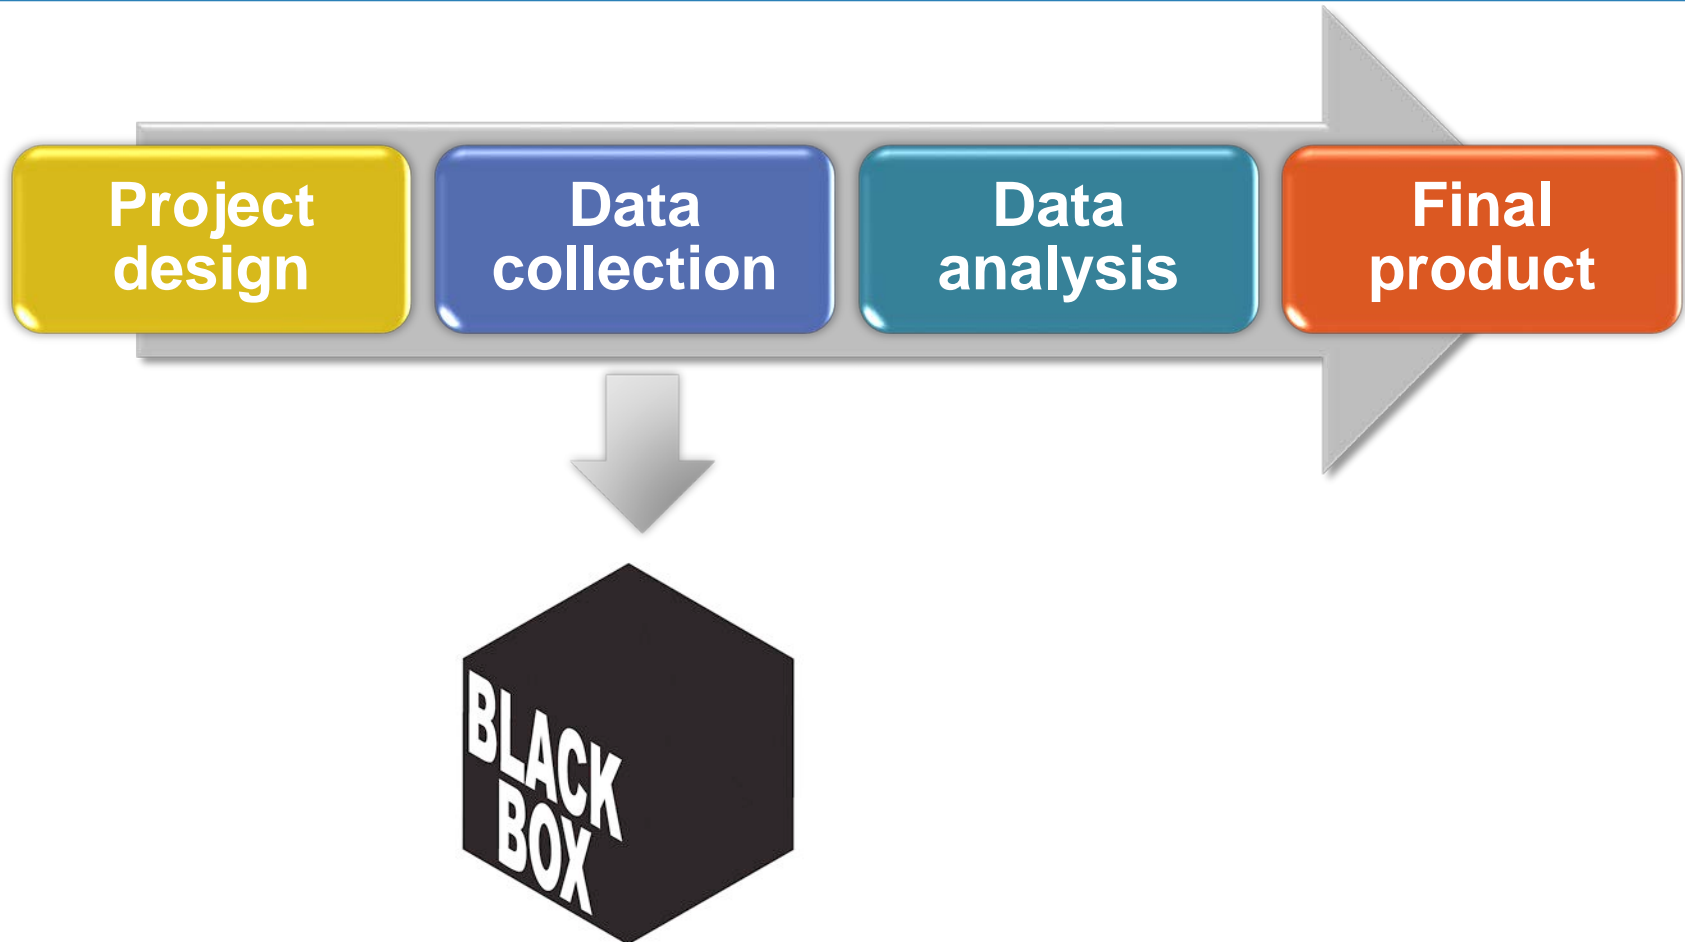 Project
design
Data
collection
Data
analysis
Final
product
BLACK
BOX